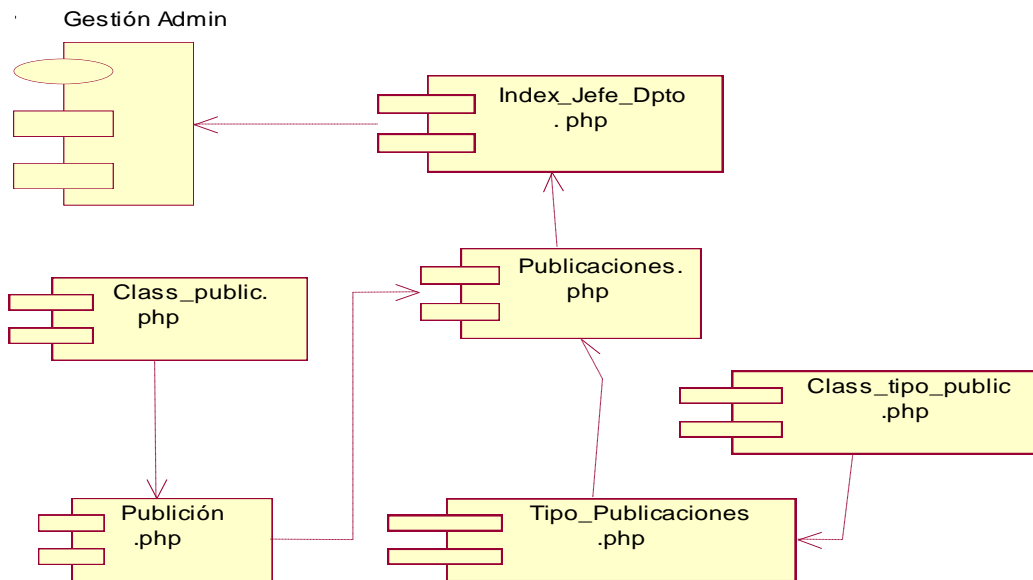 Gestión Admin
Index_Jefe_Dpto
. php
Publicaciones.
php
Class_public.
php
Class_tipo_public
.php
Publición
.php
Tipo_Publicaciones
.php